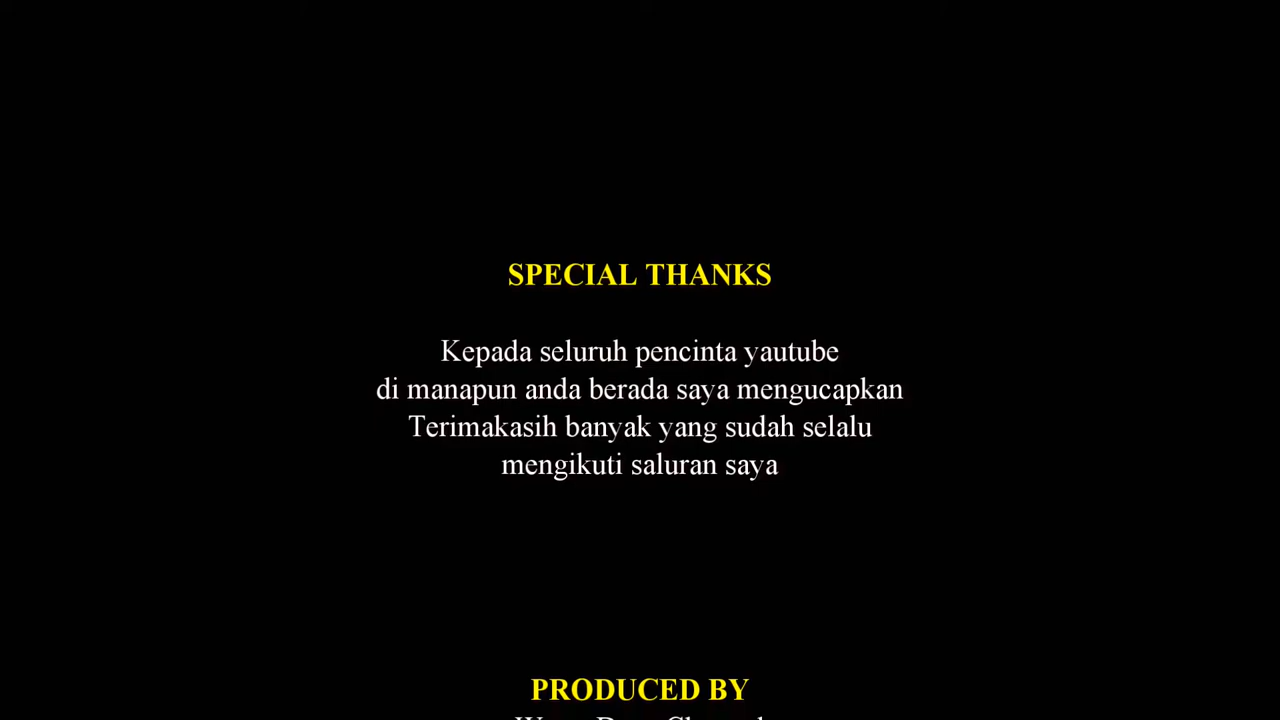 SPECIAL THANKS
Kepada seluruh pencinta yautube
di manapun anda berada saya mengucapkan
Terimakasih banyak yang sudah selalu
mengikuti saluran saya
PRODUCED BY